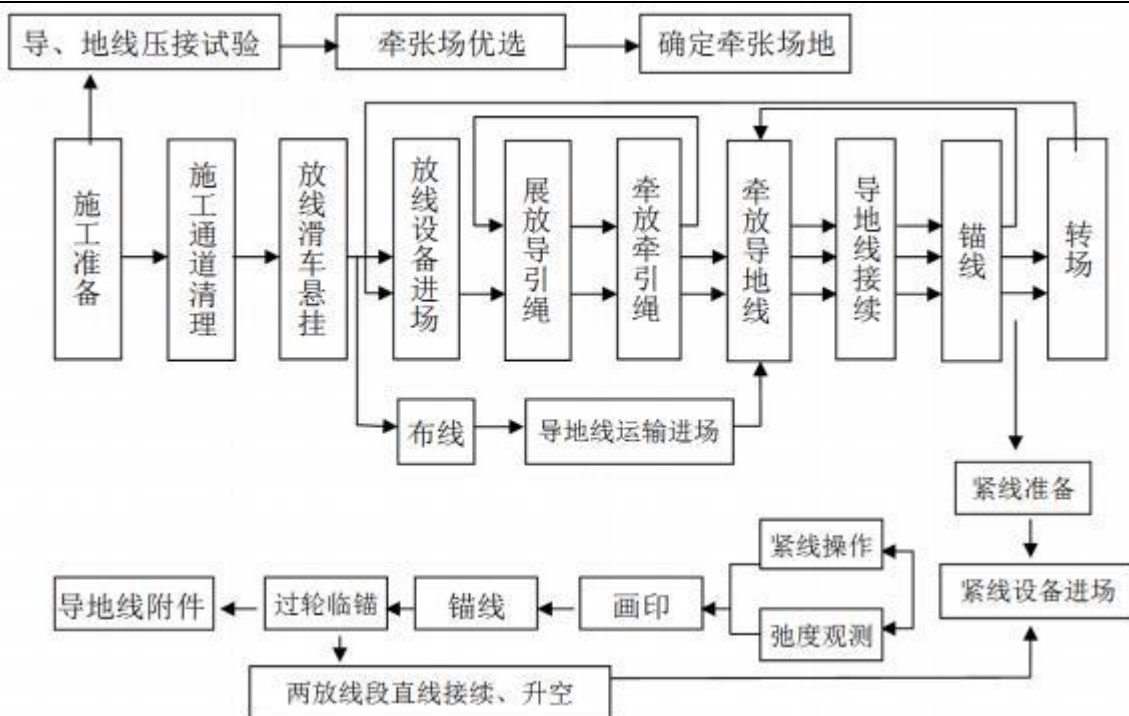 导、地线压接试验
牵张场优选
确定牵张场地
施工准备
施工通道清理
放线滑车悬挂
放线设备进场
展放导引绳
牵放牵引绳
牵放导地线
导地线接续
锚线
转场
布线
导地线运输进场
紧线准备
紧线操作
紧线设备进场
导地线附件
过轮临锚
锚线
画印
弛度观测
两放线段直线接续、升空